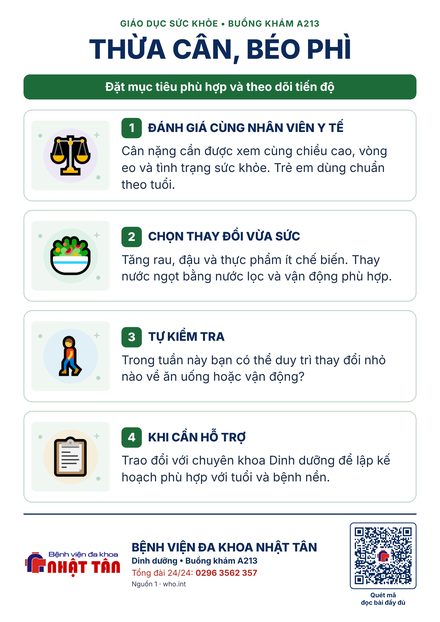 GIÁO DỤC SỨC KHỎE • BUỒNG KHÁM A213
THỪA CÂN, BÉO PHÌ
Đặt mục tiêu phù hợp và theo dõi tiến độ
1 ĐÁNH GIÁ CÙNG NHÂN VIÊN Y TẾ
Cân nặng cần được xem cùng chiều cao, vòng
eo và tình trạng sức khỏe. Trẻ em dùng chuẩn
theo tuổi.
2 CHỌN THAY ĐỔI VỪA SỨC
Tăng rau, đậu và thực phẩm ít chế biến. Thay
nước ngọt bằng nước lọc và vận động phù hợp.
3 TỰ KIỂM TRA
Trong tuần này bạn có thể duy trì thay đổi nhỏ
nào về ăn uống hoặc vận động?
4 KHI CẦN HỖ TRỢ
Trao đổi với chuyên khoa Dinh dưỡng để lập kế
hoạch phù hợp với tuổi và bệnh nền.
Bệnh viện đa khoa
NHẬT TÂN
BỆNH VIỆN ĐA KHOA NHẬT TÂN
Dinh dưỡng • Buồng khám A213
Tổng đài 24/24: 0296 3562 357
Nguồn 1 · who.int
Quét mã
đọc bài đầy đủ